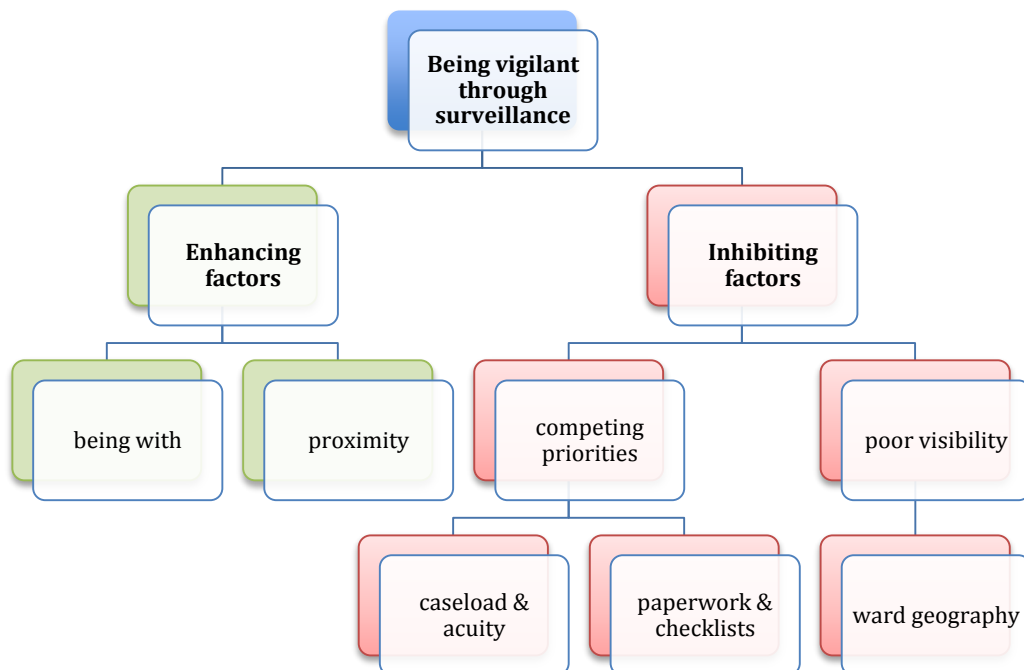 Being vigilant
through
surveillance
Enhancing
factors
Inhibiting
factors
being with
proximity
competing
priorities
poor visibility
caseload &
acuity
paperwork &
checklists
ward geography